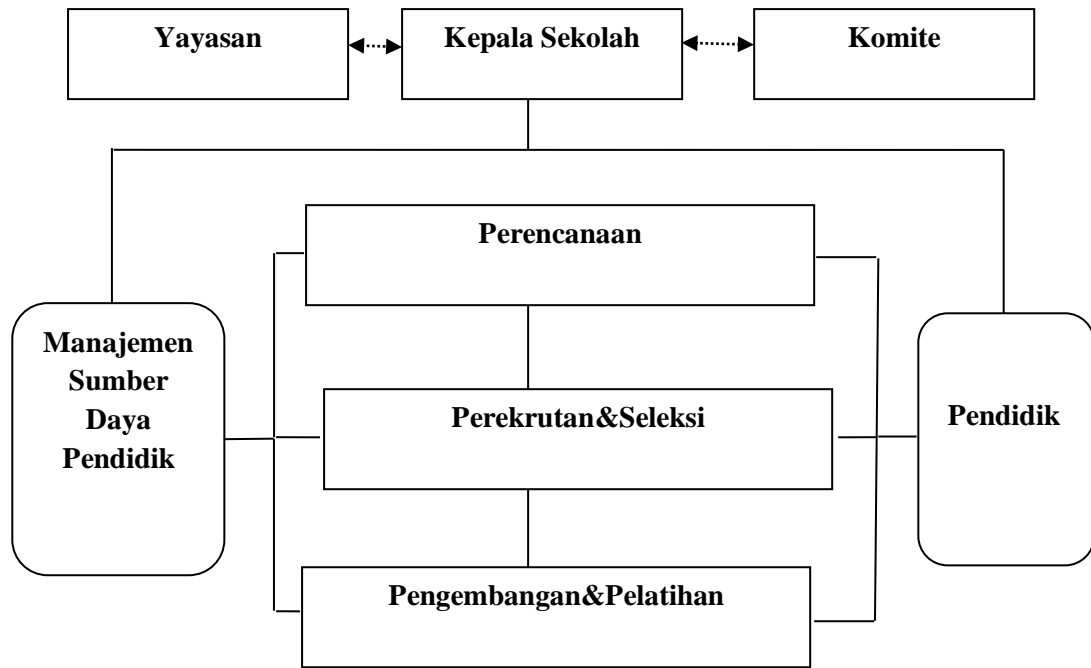 Yayasan
Kepala Sekolah
Komite
Perencanaan
Manajemen
Sumber
Daya
Pendidik
Perekrutan&Seleksi
Pendidik
Pengembangan&Pelatihan